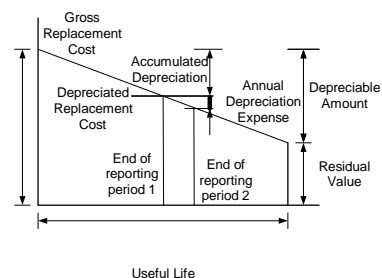 Gross
Replacement
Cost
Accumulated
Depreciation
Depreciated
Replacement
Cost
Annual
Depreciation
Expense
Depreciable
Amount
End of
reporting
period 1
End of
reporting
period 2
Residual
Value
Useful Life